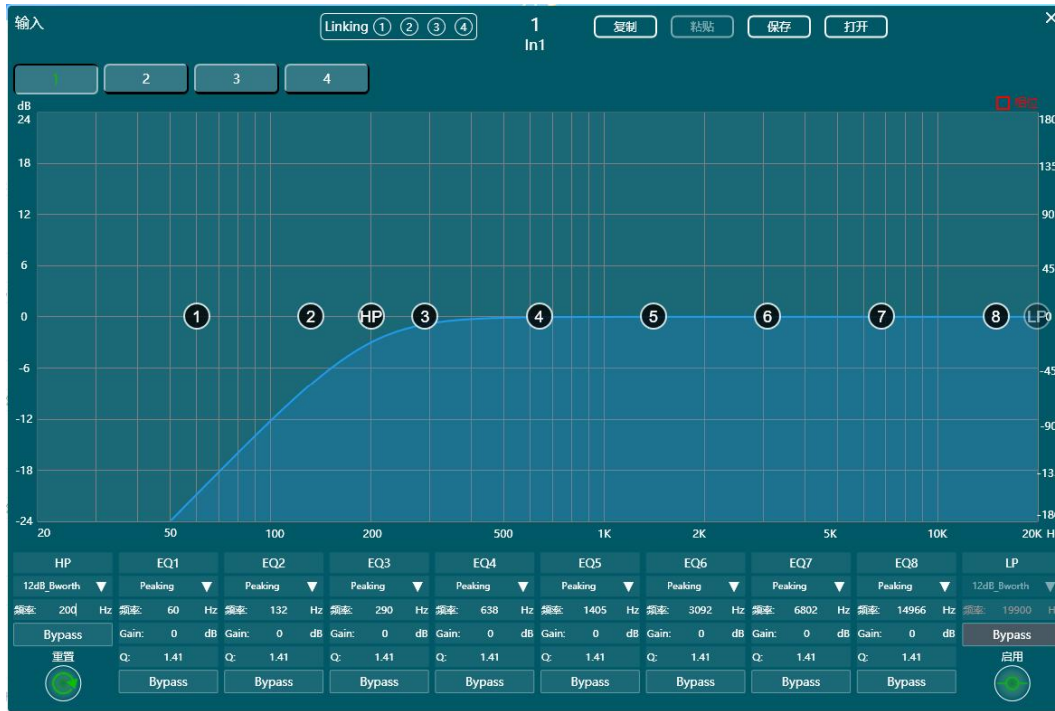 输入
Linking 1 2 3 4
1
In1
复制
粘贴
保存
打开
×
1 2 3 4
dB
24
18
12
6
0
-6
-12
-18
-24
180
135
90
45
0
-45
-90
-180
1 2 HP 3 4 5 6 7 8 LP
20 50 100 200 500 1K 2K 5K 10K 20K H
HP EQ1 EQ2 EQ3 EQ4 EQ5 EQ6 EQ7 EQ8 LP
12dB_Bworth Peaking Peaking Peaking Peaking Peaking Peaking Peaking Peaking 12dB_Bworth
频率: 200 Hz 频率: 60 Hz 频率: 132 Hz 频率: 290 Hz 频率: 638 Hz 频率: 1405 Hz 频率: 3092 Hz 频率: 6802 Hz 频率: 14966 Hz 频率: 19900 H
Bypass Gain: 0 dB Gain: 0 dB Gain: 0 dB Gain: 0 dB Gain: 0 dB Gain: 0 dB Gain: 0 dB Gain: 0 dB Bypass
重置 Q: 1.41 Q: 1.41 Q: 1.41 Q: 1.41 Q: 1.41 Q: 1.41 Q: 1.41 Q: 1.41 启用
Bypass Bypass Bypass Bypass Bypass Bypass Bypass Bypass